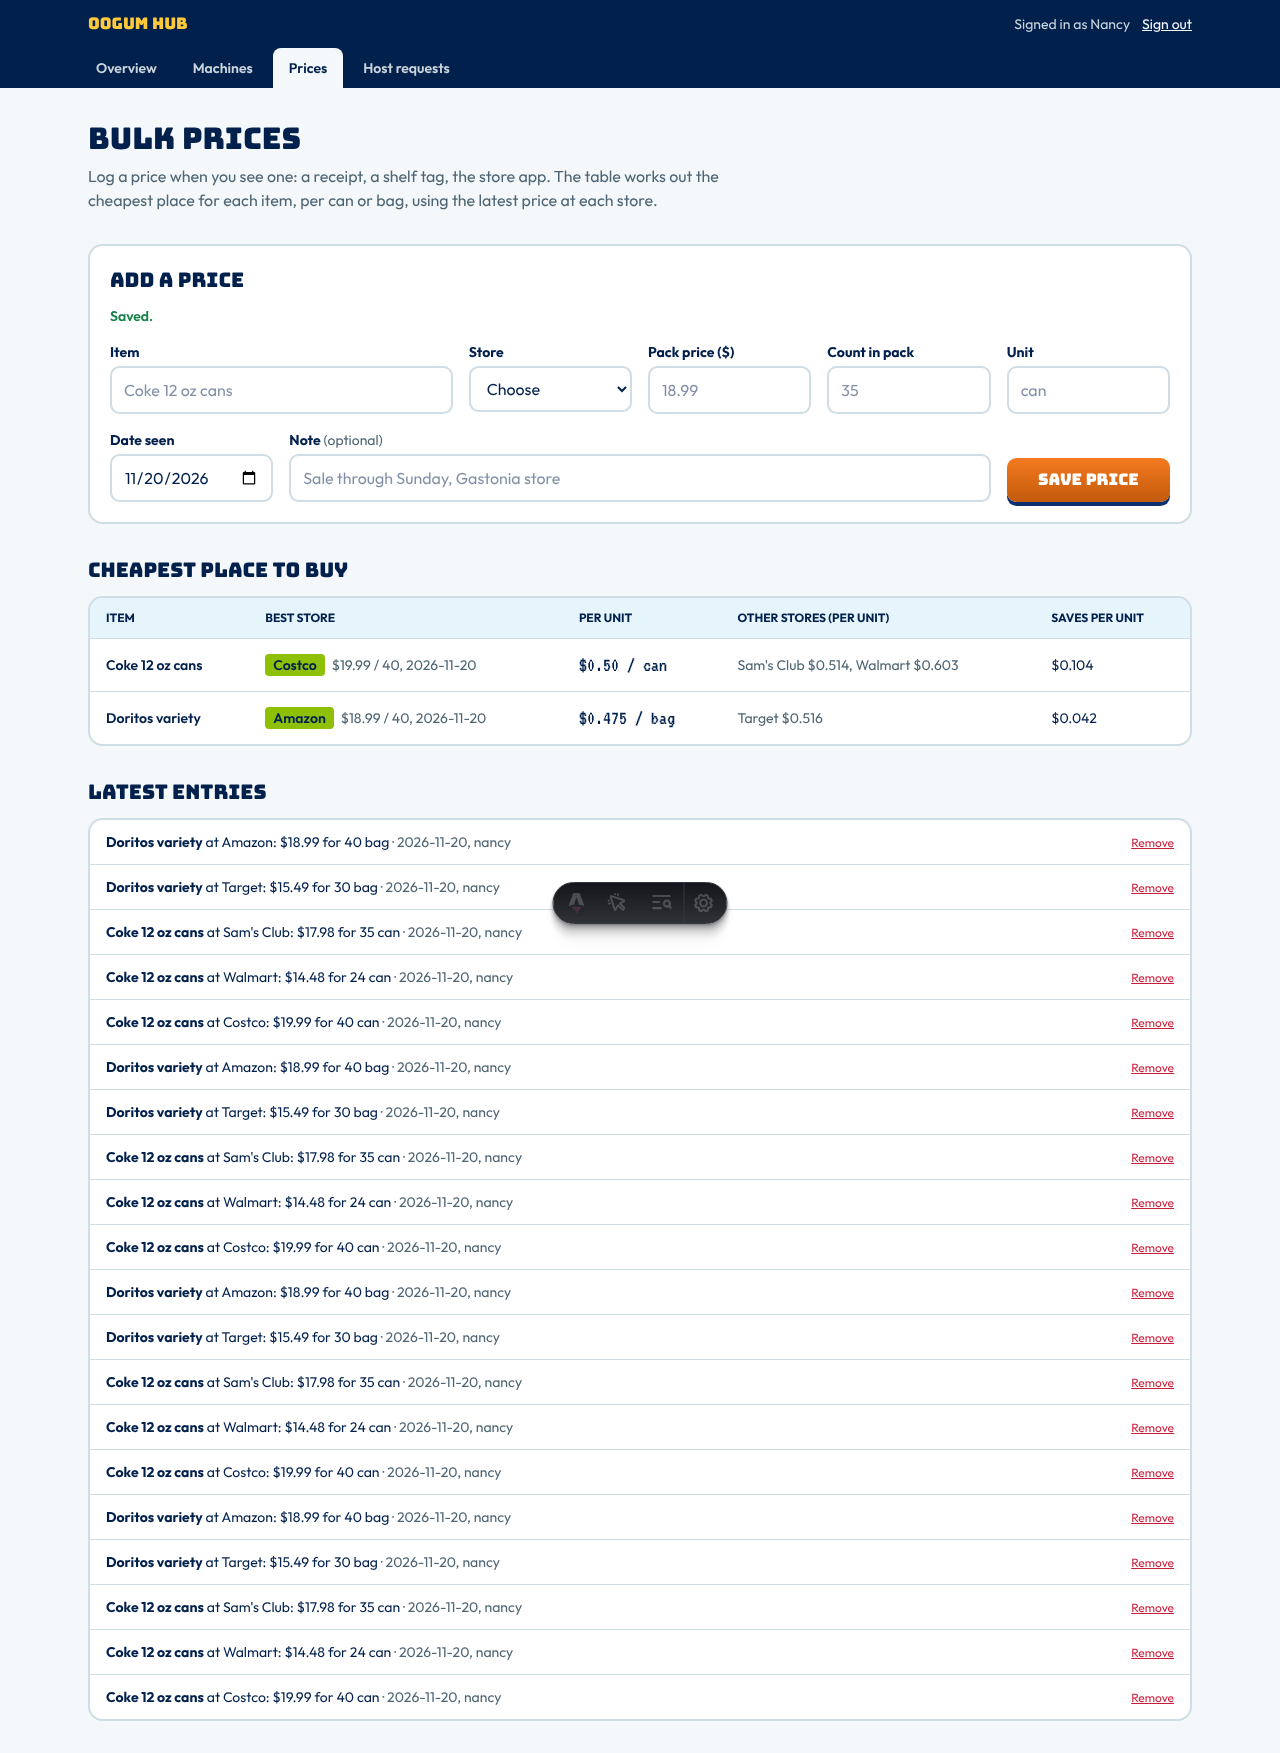 OOGUM HUB
Signed in as Nancy Sign out
Overview Machines Prices Host requests
BULK PRICES
Log a price when you see one: a receipt, a shelf tag, the store app. The table works out the
cheapest place for each item, per can or bag, using the latest price at each store.
ADD A PRICE
Saved.
Item Store Pack price ($) Count in pack Unit
Coke 12 oz cans Choose 18.99 35 can
Date seen Note (optional)
11/20/2026 Sale through Sunday, Gastonia store SAVE PRICE
CHEAPEST PLACE TO BUY
ITEM BEST STORE PER UNIT OTHER STORES (PER UNIT) SAVES PER UNIT
Coke 12 oz cans Costco $19.99 / 40, 2026-11-20 $0.50 / can Sam's Club $0.514, Walmart $0.603 $0.104
Doritos variety Amazon $18.99 / 40, 2026-11-20 $0.475 / bag Target $0.516 $0.042
LATEST ENTRIES
Doritos variety at Amazon: $18.99 for 40 bag · 2026-11-20, nancy Remove
Doritos variety at Target: $15.49 for 30 bag · 2026-11-20, nancy Remove
Coke 12 oz cans at Sam's Club: $17.98 for 35 can · 2026-11-20, nancy Remove
Coke 12 oz cans at Walmart: $14.48 for 24 can · 2026-11-20, nancy Remove
Coke 12 oz cans at Costco: $19.99 for 40 can · 2026-11-20, nancy Remove
Doritos variety at Amazon: $18.99 for 40 bag · 2026-11-20, nancy Remove
Doritos variety at Target: $15.49 for 30 bag · 2026-11-20, nancy Remove
Coke 12 oz cans at Sam's Club: $17.98 for 35 can · 2026-11-20, nancy Remove
Coke 12 oz cans at Walmart: $14.48 for 24 can · 2026-11-20, nancy Remove
Coke 12 oz cans at Costco: $19.99 for 40 can · 2026-11-20, nancy Remove
Doritos variety at Amazon: $18.99 for 40 bag · 2026-11-20, nancy Remove
Doritos variety at Target: $15.49 for 30 bag · 2026-11-20, nancy Remove
Coke 12 oz cans at Sam's Club: $17.98 for 35 can · 2026-11-20, nancy Remove
Coke 12 oz cans at Walmart: $14.48 for 24 can · 2026-11-20, nancy Remove
Coke 12 oz cans at Costco: $19.99 for 40 can · 2026-11-20, nancy Remove
Doritos variety at Amazon: $18.99 for 40 bag · 2026-11-20, nancy Remove
Doritos variety at Target: $15.49 for 30 bag · 2026-11-20, nancy Remove
Coke 12 oz cans at Sam's Club: $17.98 for 35 can · 2026-11-20, nancy Remove
Coke 12 oz cans at Walmart: $14.48 for 24 can · 2026-11-20, nancy Remove
Coke 12 oz cans at Costco: $19.99 for 40 can · 2026-11-20, nancy Remove